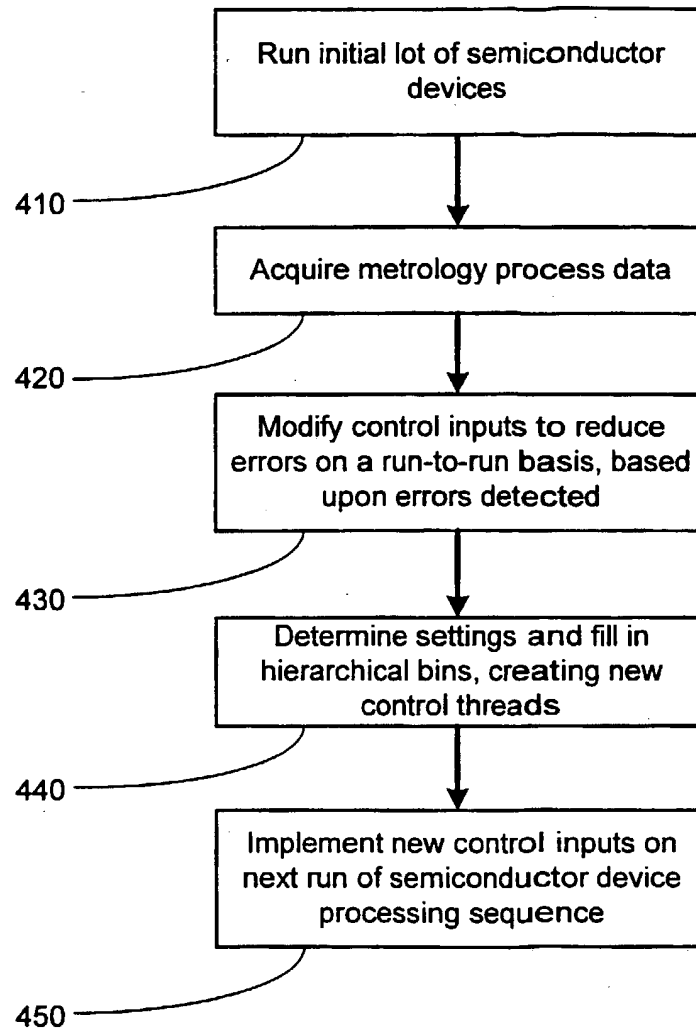 Run initial lot of semiconductor
devices
410
Acquire metrology process data
420
Modify control inputs to reduce
errors on a run-to-run basis, based
upon errors detected
430
Determine settings and fill in
hierarchical bins, creating new
control threads
440
Implement new control inputs on
next run of semiconductor device
processing sequence
450